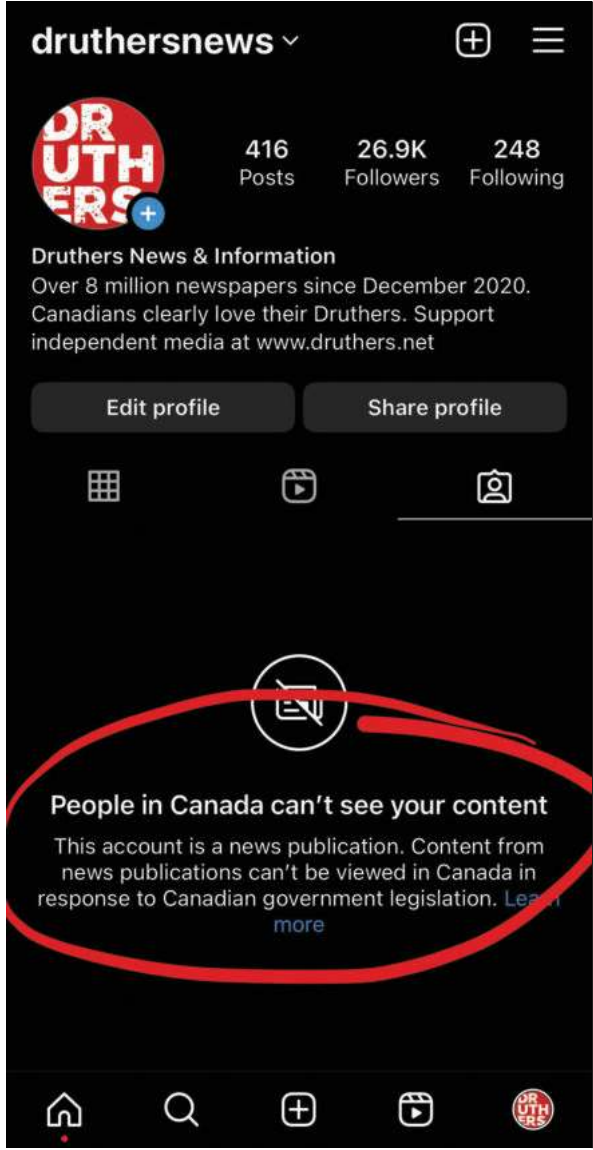 druthersnews
DR
UTH
ERS
416
Posts
26.9K
Followers
248
Following
Druthers News & Information
Over 8 million newspapers since December 2020.
Canadians clearly love their Druthers. Support
independent media at www.druthers.net
Edit profile
Share profile
People in Canada can't see your content
This account is a news publication. Content from
news publications can't be viewed in Canada in
response to Canadian government legislation. Learn
more
DR
UTH
ERS